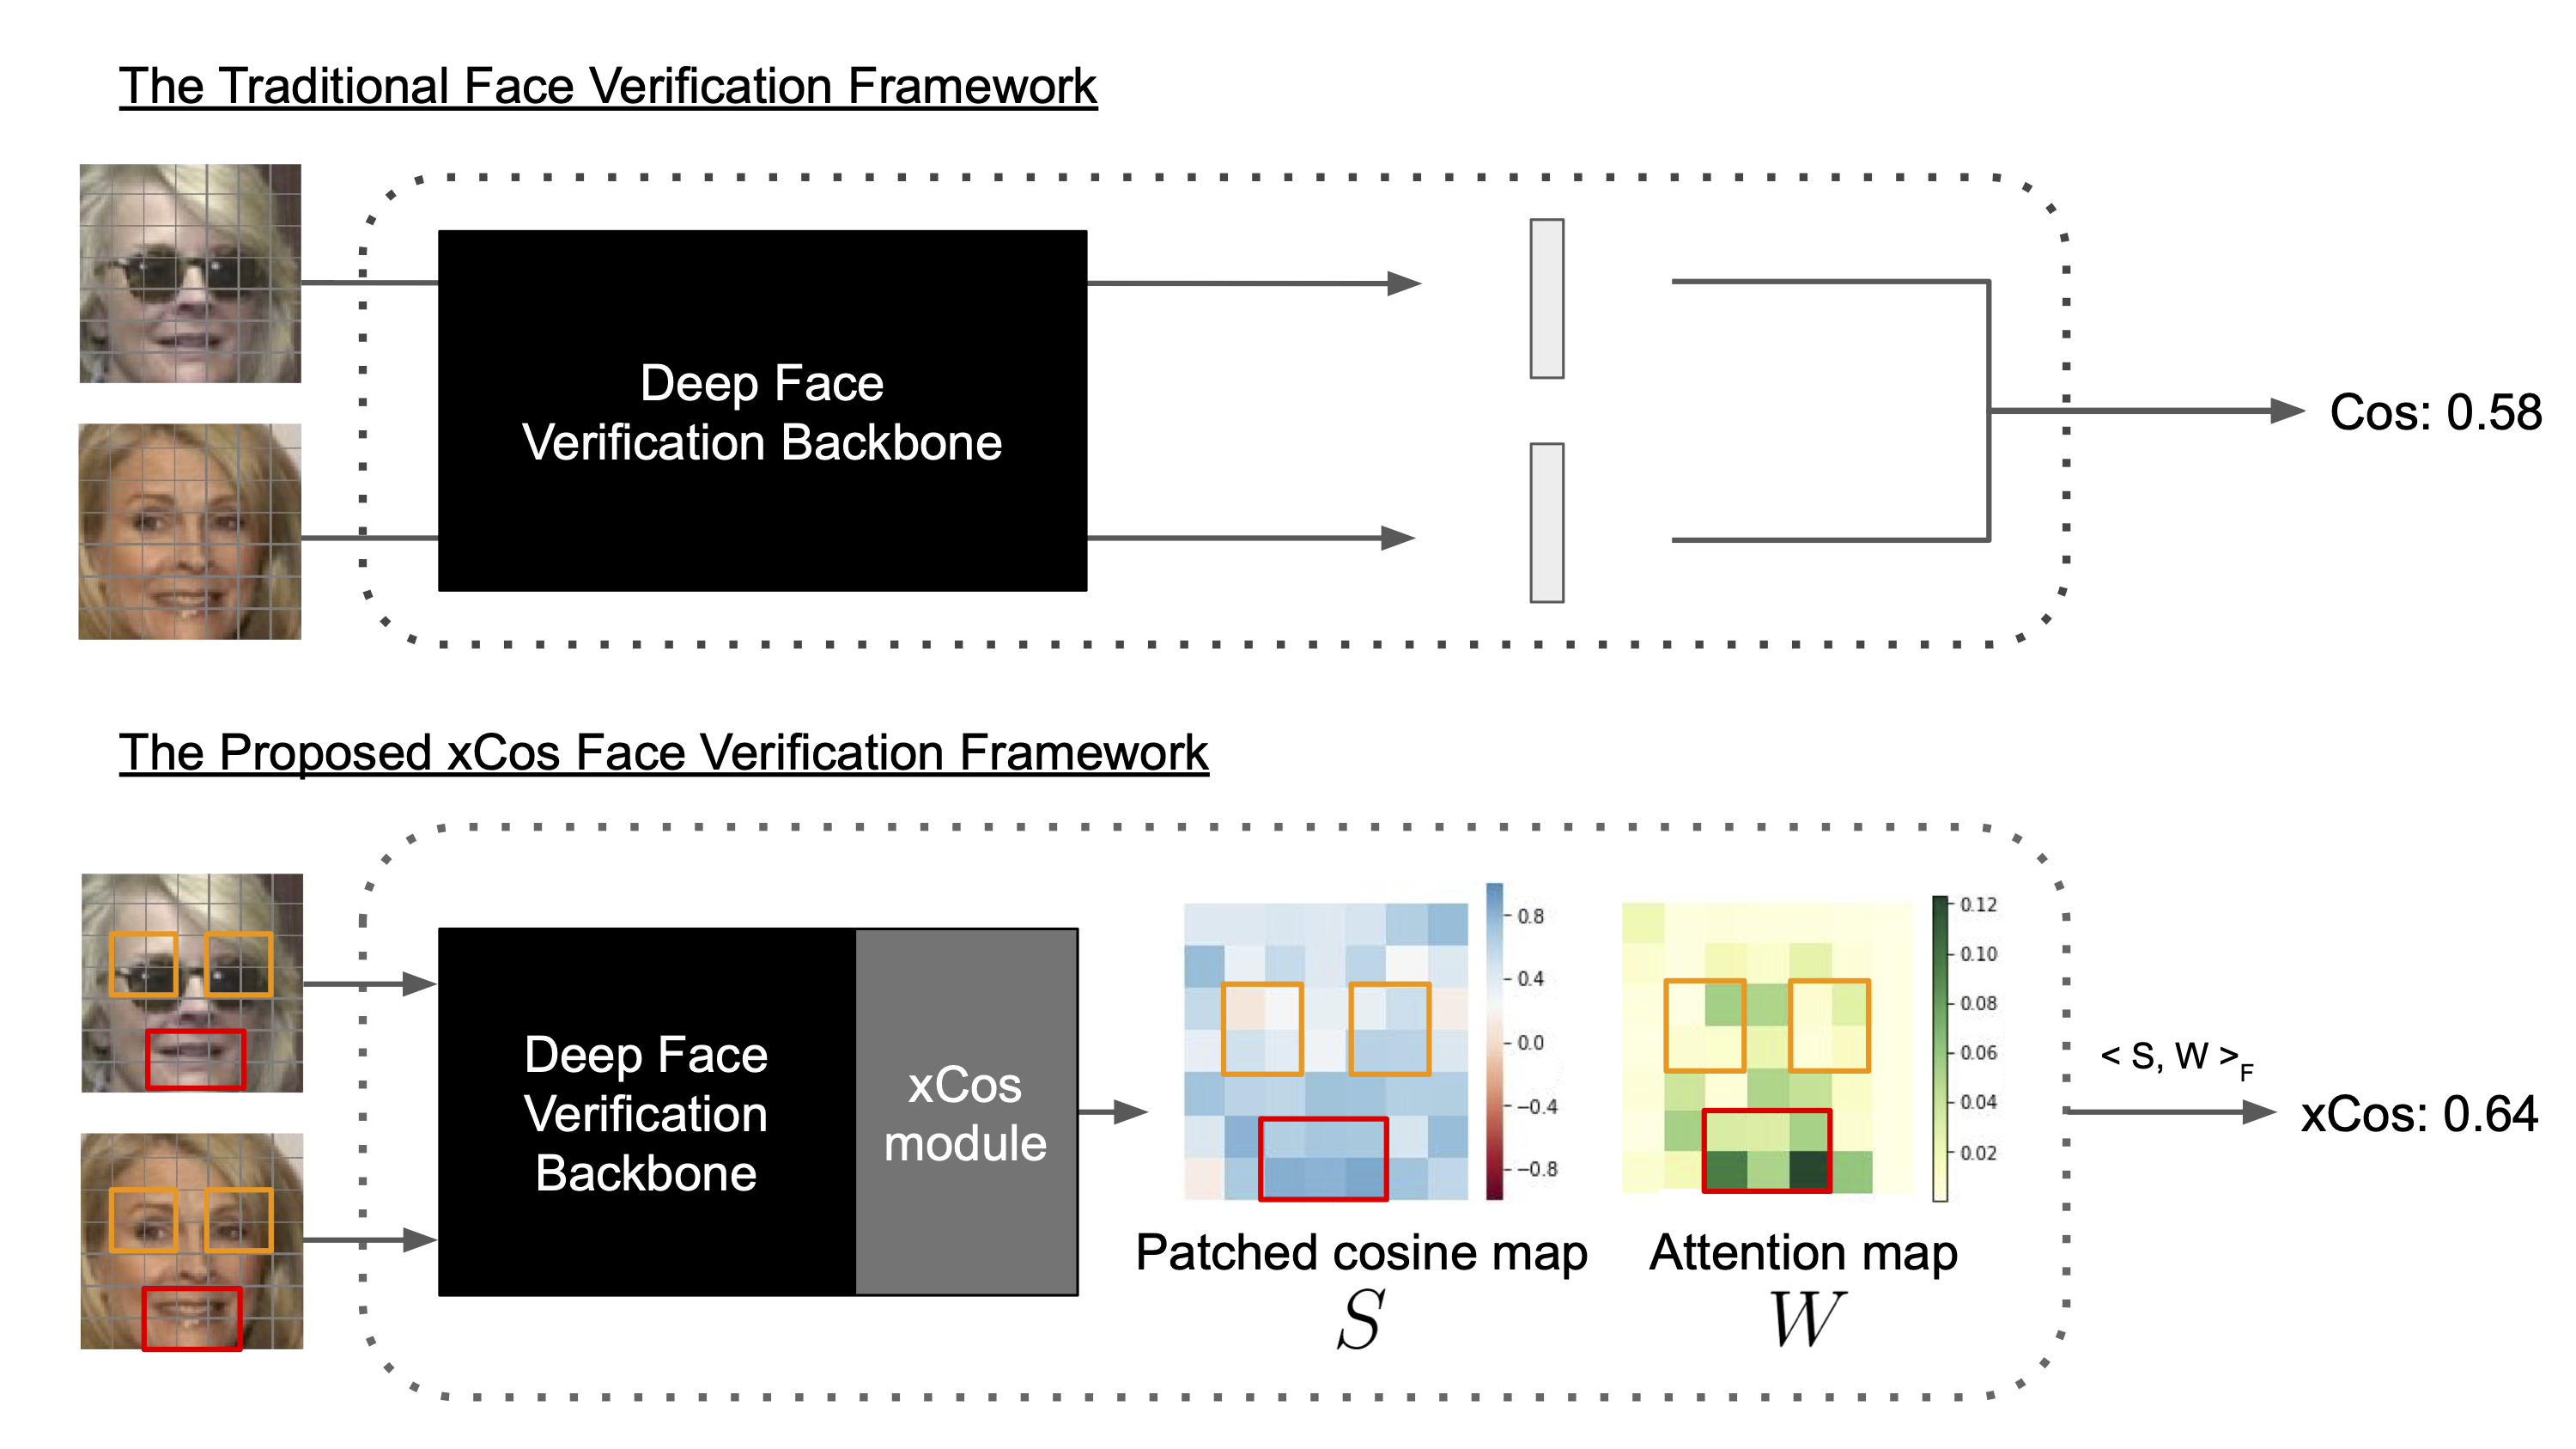 The Traditional Face Verification Framework
Deep Face
Verification Backbone
Cos: 0.58
The Proposed xCos Face Verification Framework
Deep Face
Verification
Backbone
xCos
module
0.8
0.4
0.0
−0.4
−0.8
0.12
0.10
0.08
0.06
0.04
0.02
Patched cosine map
S
Attention map
W
< S, W >F
xCos: 0.64